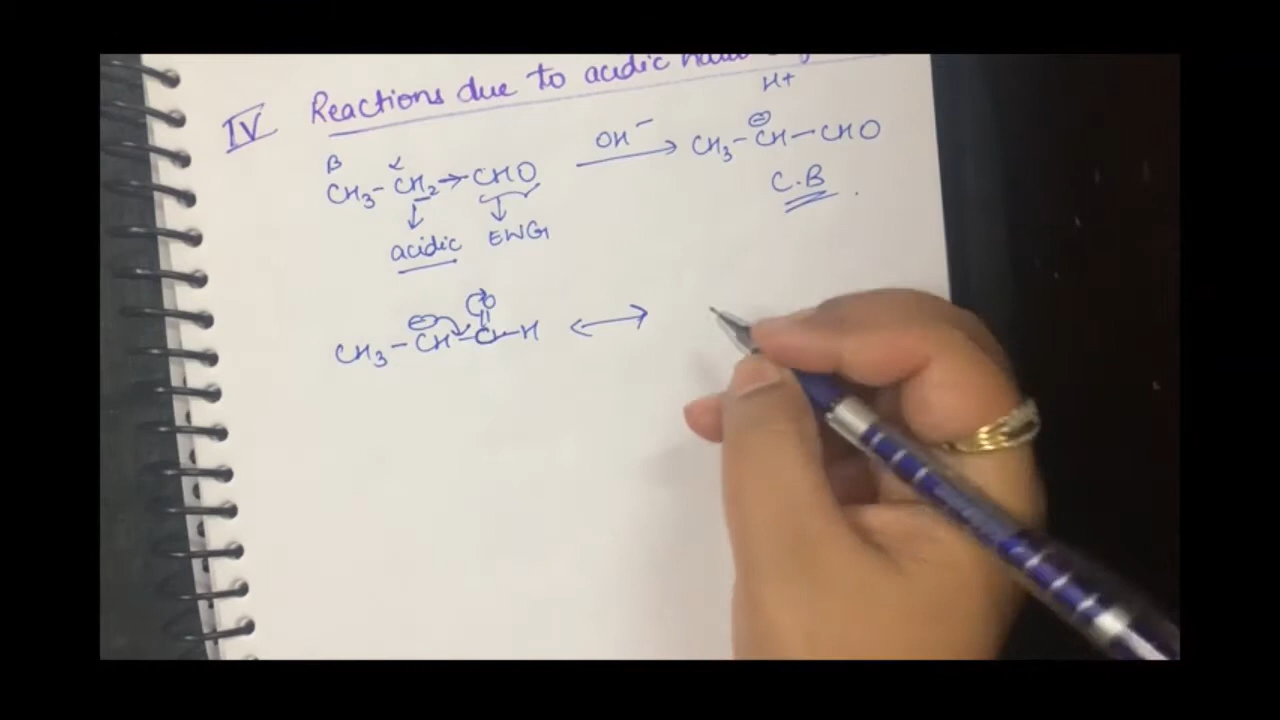 IV Reactions due to acidic
H+
β α
CH3-CH2→CHO OH⁻ → CH3-CH-CHO
⊖
acidic EWG C.B.
⊖ O
CH3-CH-C-H ↔